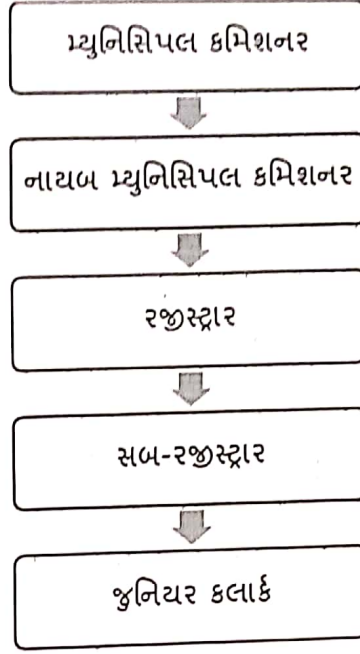 મ્યુનિસિપલ કમિશનર
નાયબ મ્યુનિસિપલ કમિશનર
રજીસ્ટ્રાર
સબ-રજીસ્ટ્રાર
જુનિયર કલાર્ક